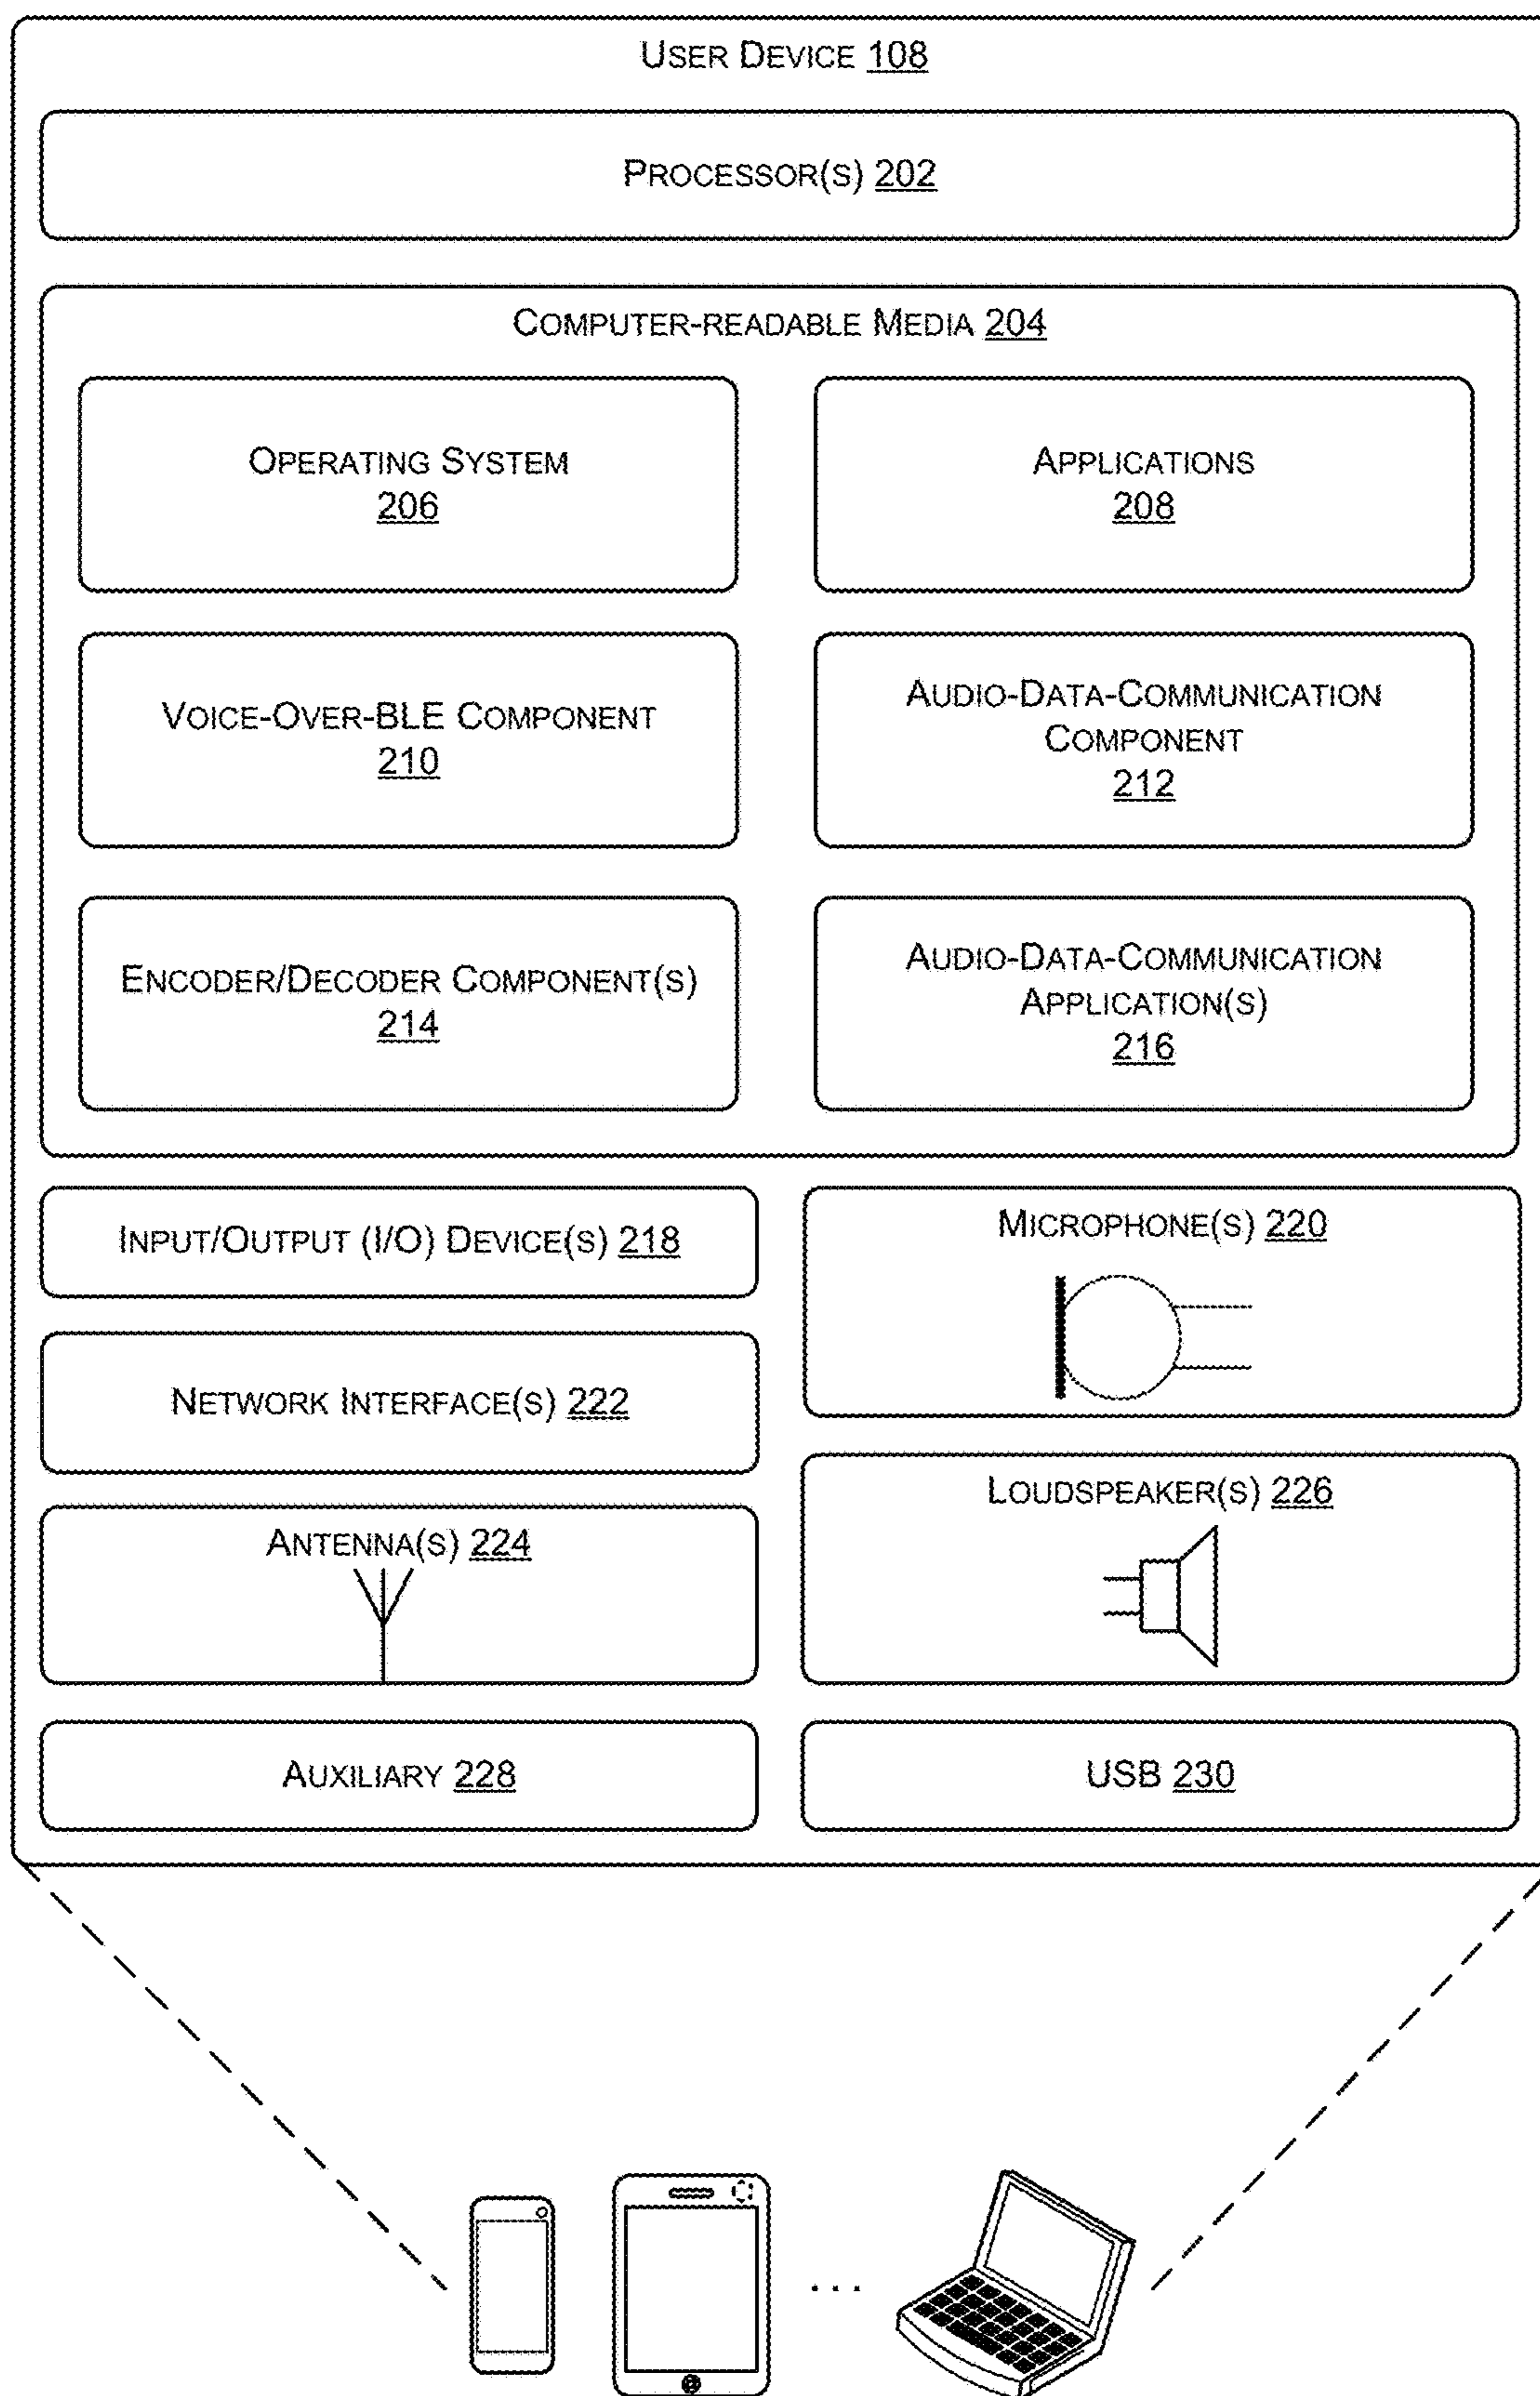 USER DEVICE 108
PROCESSOR(S) 202
COMPUTER-READABLE MEDIA 204
OPERATING SYSTEM
206
APPLICATIONS
208
VOICE-OVER-BLE COMPONENT
210
AUDIO-DATA-COMMUNICATION
COMPONENT
212
ENCODER/DECODER COMPONENT(S)
214
AUDIO-DATA-COMMUNICATION
APPLICATION(S)
216
INPUT/OUTPUT (I/O) DEVICE(S) 218
MICROPHONE(S) 220
NETWORK INTERFACE(S) 222
LOUDSPEAKER(S) 226
ANTENNA(S) 224
AUXILIARY 228
USB 230
...